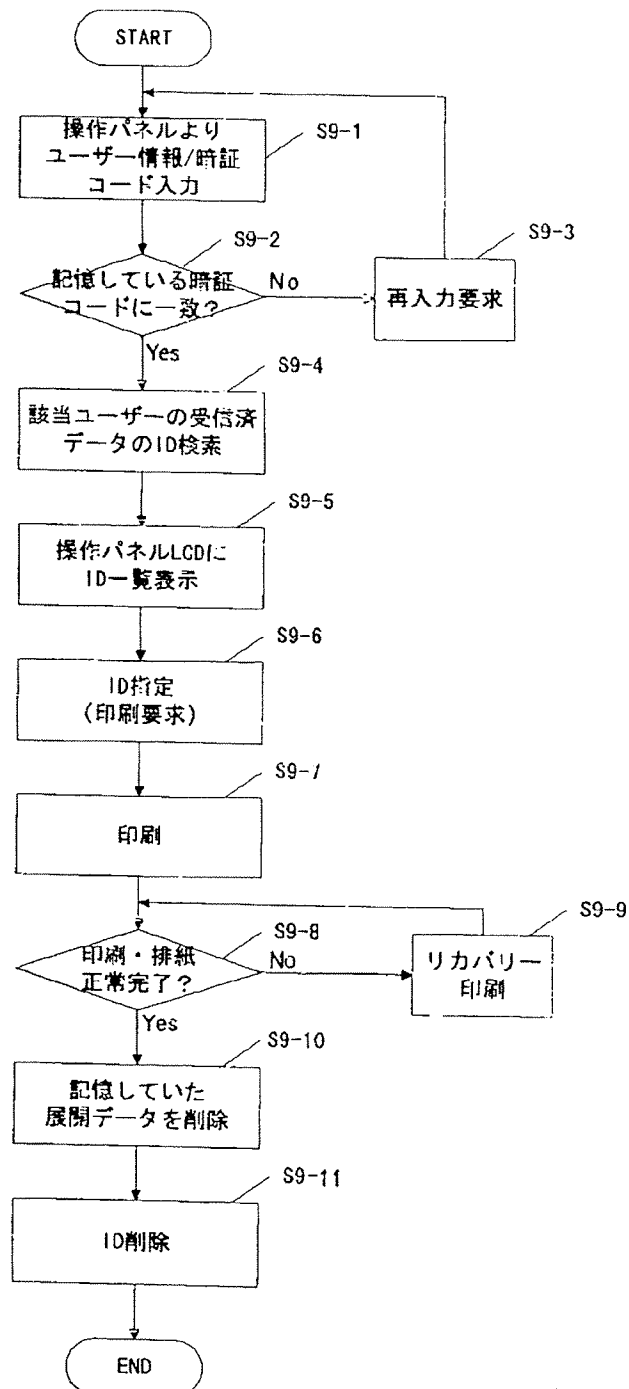 START
操作パネルより
ユーザー情報/暗証
コード入力
S9-1
S9-2
記憶している暗証
コードに一致？
No
S9-3
再入力要求
Yes
S9-4
該当ユーザーの受信済
データのID検索
S9-5
操作パネルLCDに
ID一覧表示
S9-6
ID指定
(印刷要求)
S9-7
印刷
S9-8
印刷・排紙
正常完了？
No
S9-9
リカバリー
印刷
Yes
S9-10
記憶していた
展開データを削除
S9-11
ID削除
END